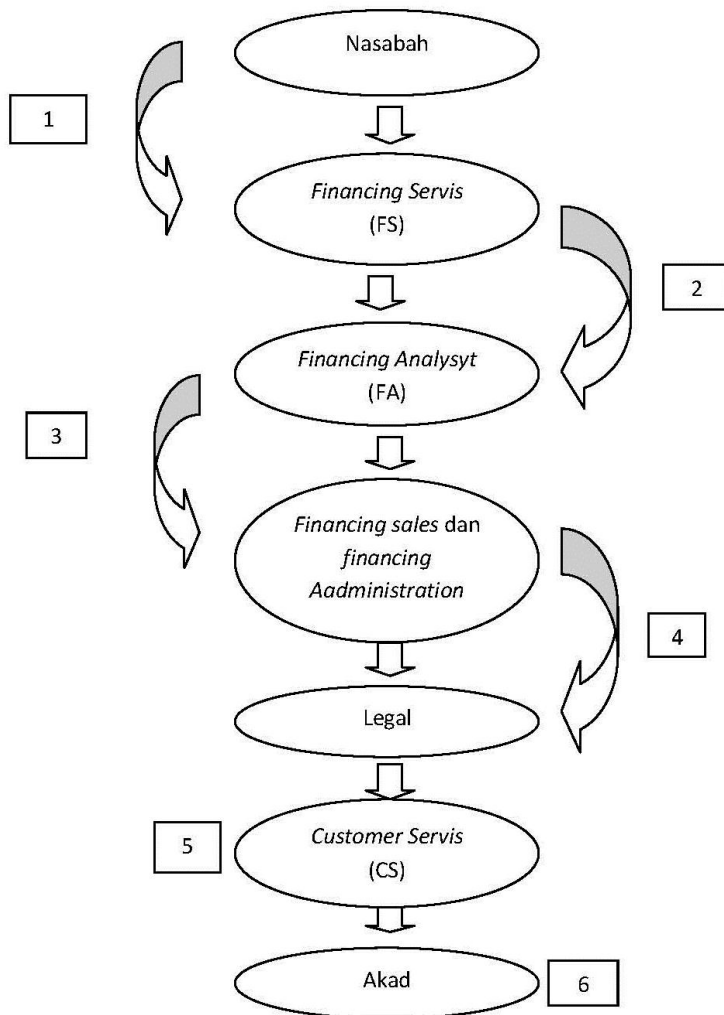 Nasabah
1
Financing Servis
(FS)
2
Financing Analysyt
(FA)
3
Financing sales dan
financing
Aadministration
4
Legal
5
Customer Servis
(CS)
Akad
6